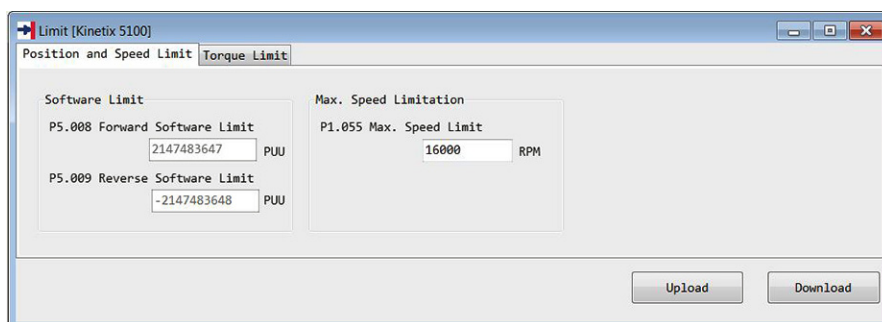 Limit [Kinetix 5100]
Position and Speed Limit Torque Limit
Software Limit
P5.008 Forward Software Limit
2147483647 PUU
P5.009 Reverse Software Limit
-2147483648 PUU
Max. Speed Limitation
P1.055 Max. Speed Limit
16000 RPM
Upload Download